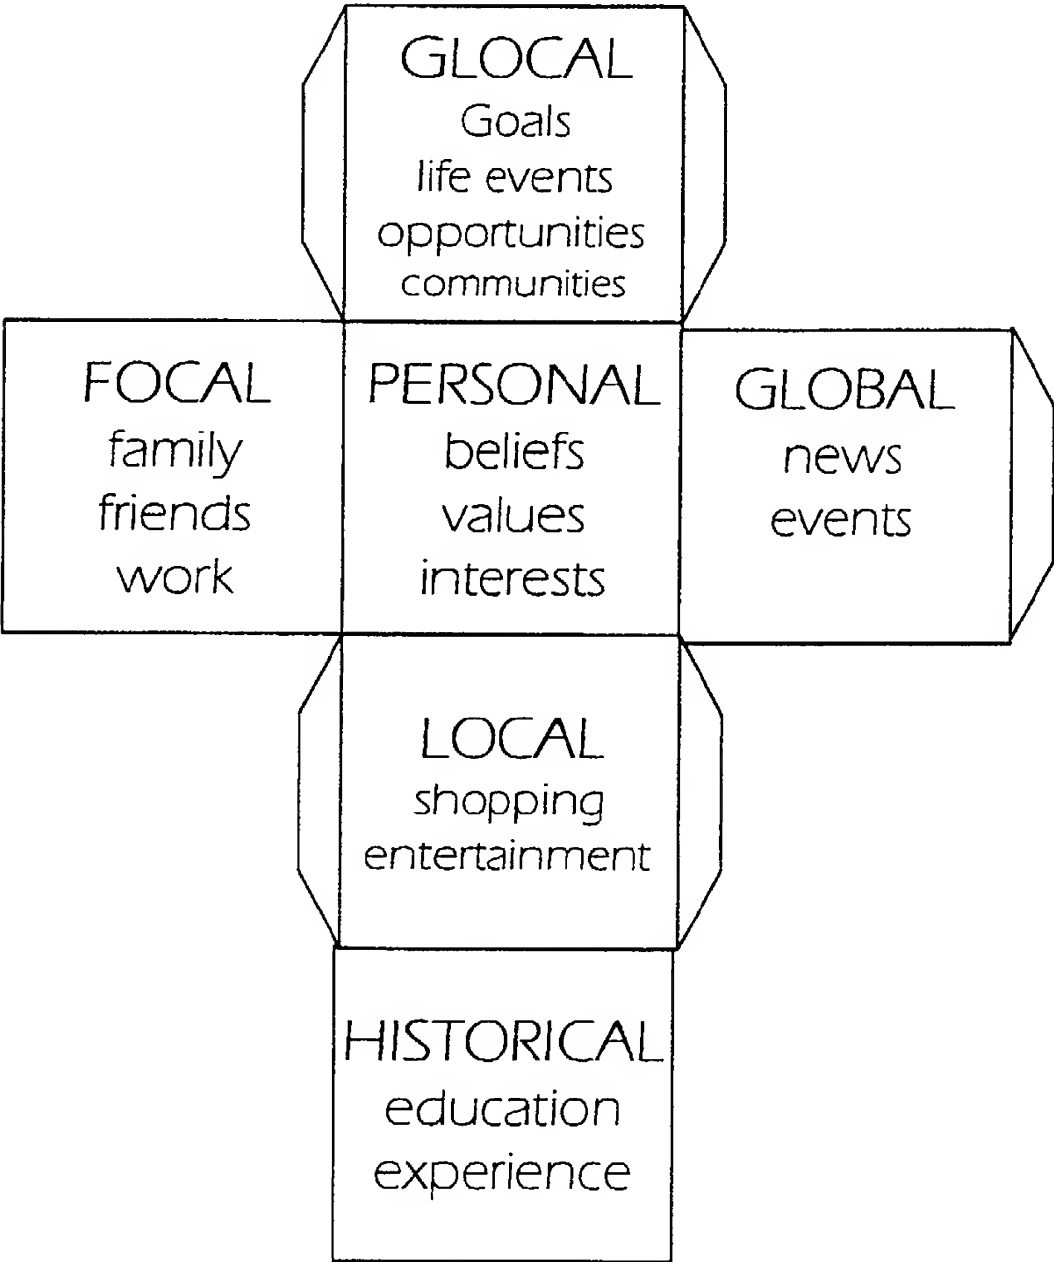 GLOCAL
Goals
life events
opportunities
communities
FOCAL
family
friends
work
PERSONAL
beliefs
values
interests
GLOBAL
news
events
LOCAL
shopping
entertainment
HISTORICAL
education
experience